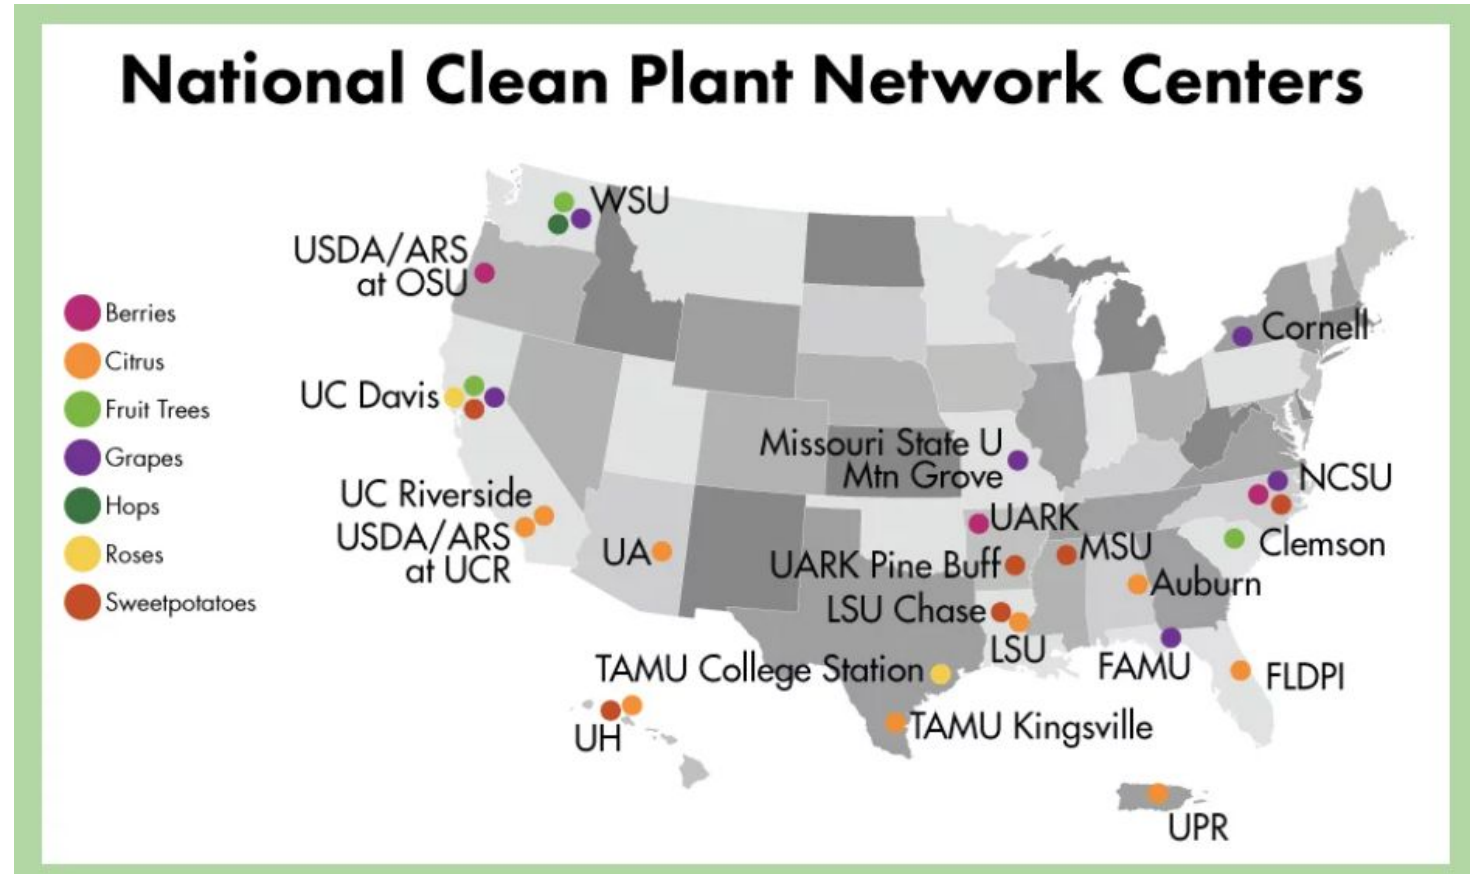 National Clean Plant Network Centers
WSU
USDA/ARS
at OSU
Berries
Citrus
Fruit Trees
Grapes
Hops
Roses
Sweetpotatoes
Cornell
UC Davis
Missouri State U
Mtn Grove
NCSU
UC Riverside
USDA/ARS
at UCR
UA
UARK
MSU
Clemson
UARK Pine Buff
Auburn
LSU Chase
LSU
FAMU
FLDPI
TAMU College Station
TAMU Kingsville
UH
UPR